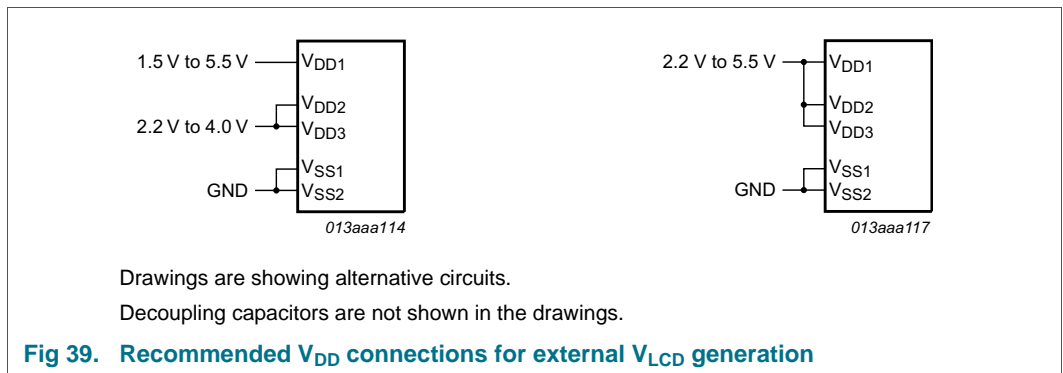 1.5 V to 5.5 V
VDD1
VDD2
2.2 V to 4.0 V
VDD3
VSS1
GND
VSS2
013aaa114
2.2 V to 5.5 V
VDD1
VDD2
VDD3
VSS1
GND
VSS2
013aaa117
Drawings are showing alternative circuits.
Decoupling capacitors are not shown in the drawings.
Fig 39. Recommended VDD connections for external VLCD generation